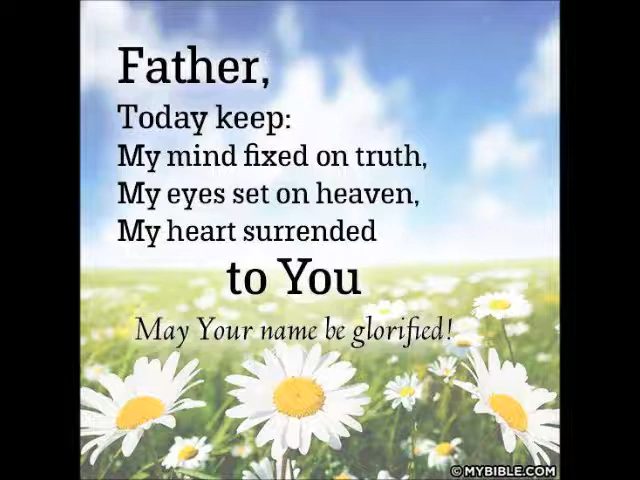 Father,
Today keep:
My mind fixed on truth,
My eyes set on heaven,
My heart surrended
to You
May Your name be glorified!
© MYBIBLE.COM